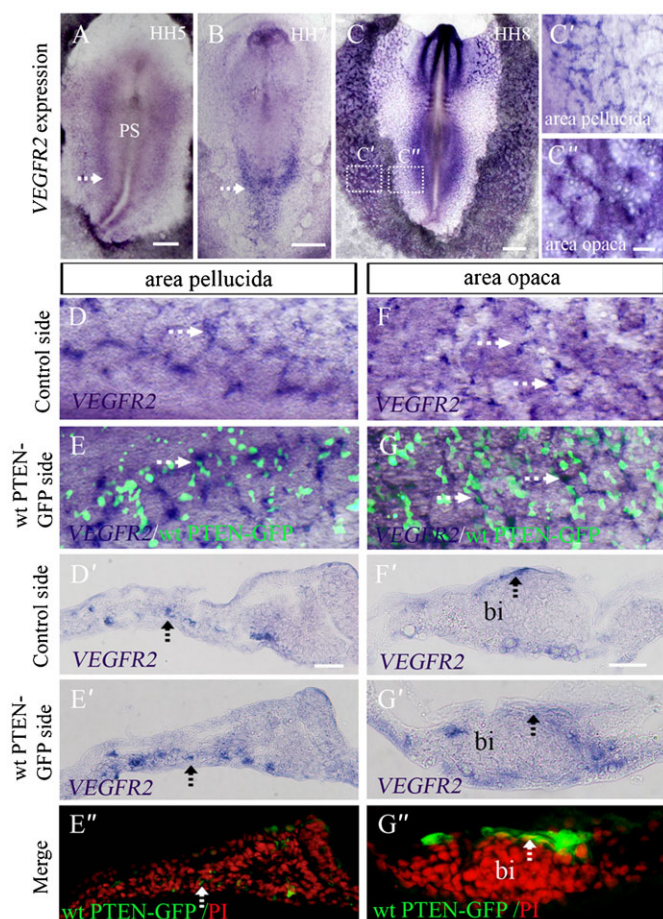 VEGFR2 expression
A
HH5
PS
B
HH7
C
HH8
C'
C"
C'
area pellucida
C"
area opaca
area pellucida
area opaca
Control side
D
VEGFR2
F
VEGFR2
wt PTEN-
GFP side
E
VEGFR2/wt PTEN-GFP
G
VEGFR2/wt PTEN-GFP
Control side
D'
VEGFR2
F'
bi
VEGFR2
wt PTEN-
GFP side
E'
VEGFR2
G'
bi
VEGFR2
Merge
E"
wt PTEN-GFP/PI
G"
bi
wt PTEN-GFP/PI